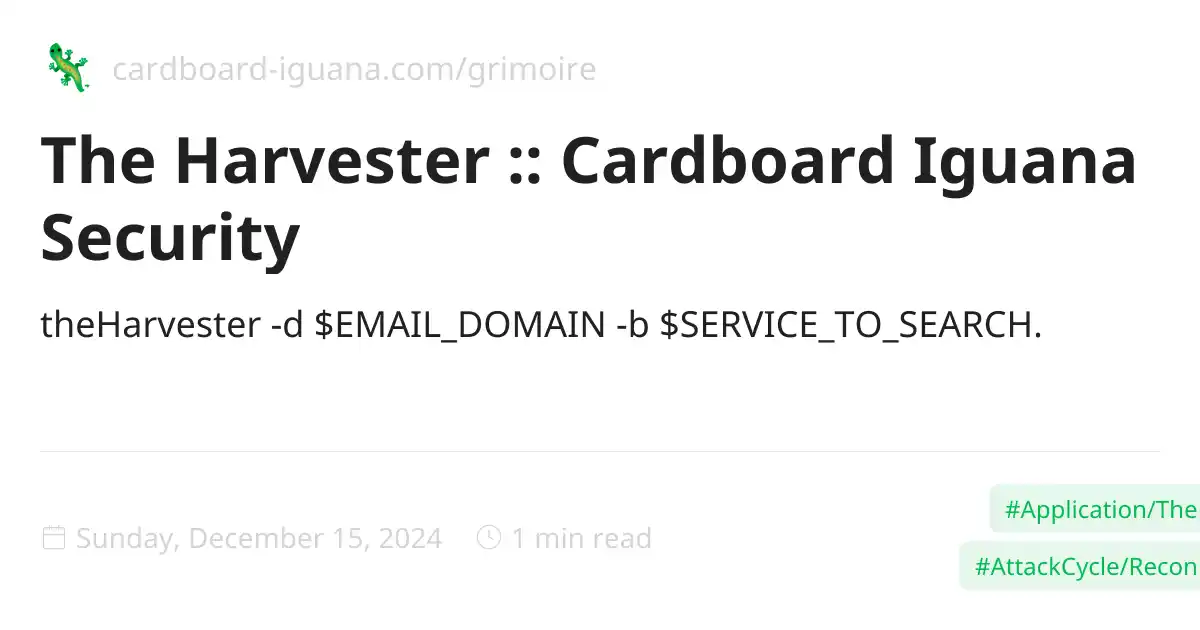 cardboard-iguana.com/grimoire
The Harvester :: Cardboard Iguana
Security
theHarvester -d $EMAIL_DOMAIN -b $SERVICE_TO_SEARCH.
#Application/The
Sunday, December 15, 2024 1 min read
#AttackCycle/Recon